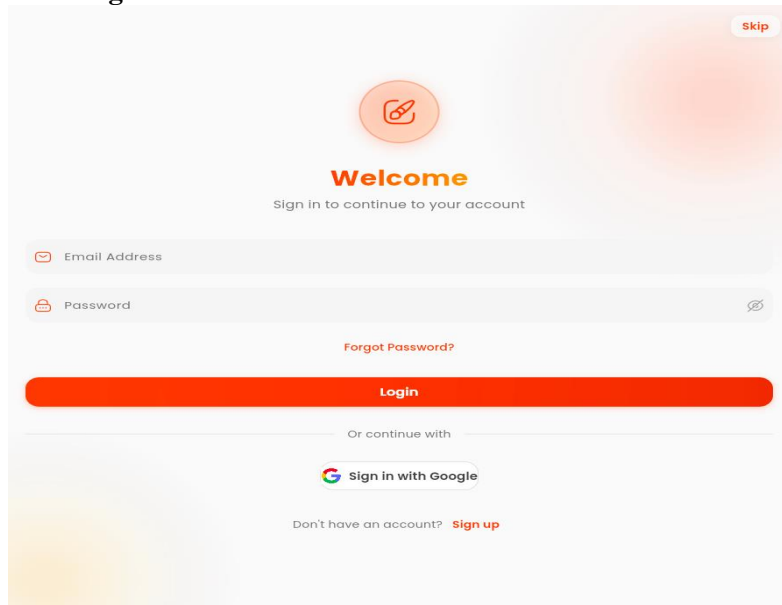 Skip
Welcome
Sign in to continue to your account
Email Address
Password
Forgot Password?
Login
Or continue with
Sign in with Google
Don't have an account? Sign up